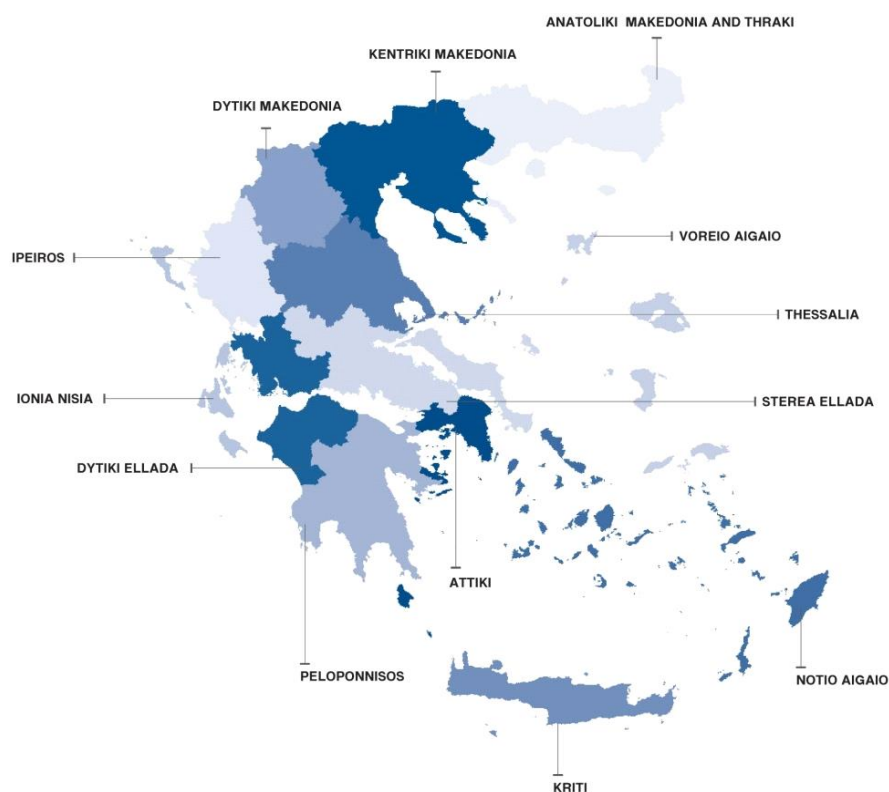 ANATOLIKI MAKEDONIA AND THRAKI
KENTRIKI MAKEDONIA
DYTIKI MAKEDONIA
VOREIO AIGAIO
IPEIROS
THESSALIA
IONIA NISIA
STEREA ELLADA
DYTIKI ELLADA
ATTIKI
PELOPONNISOS
NOTIO AIGAIO
KRITI